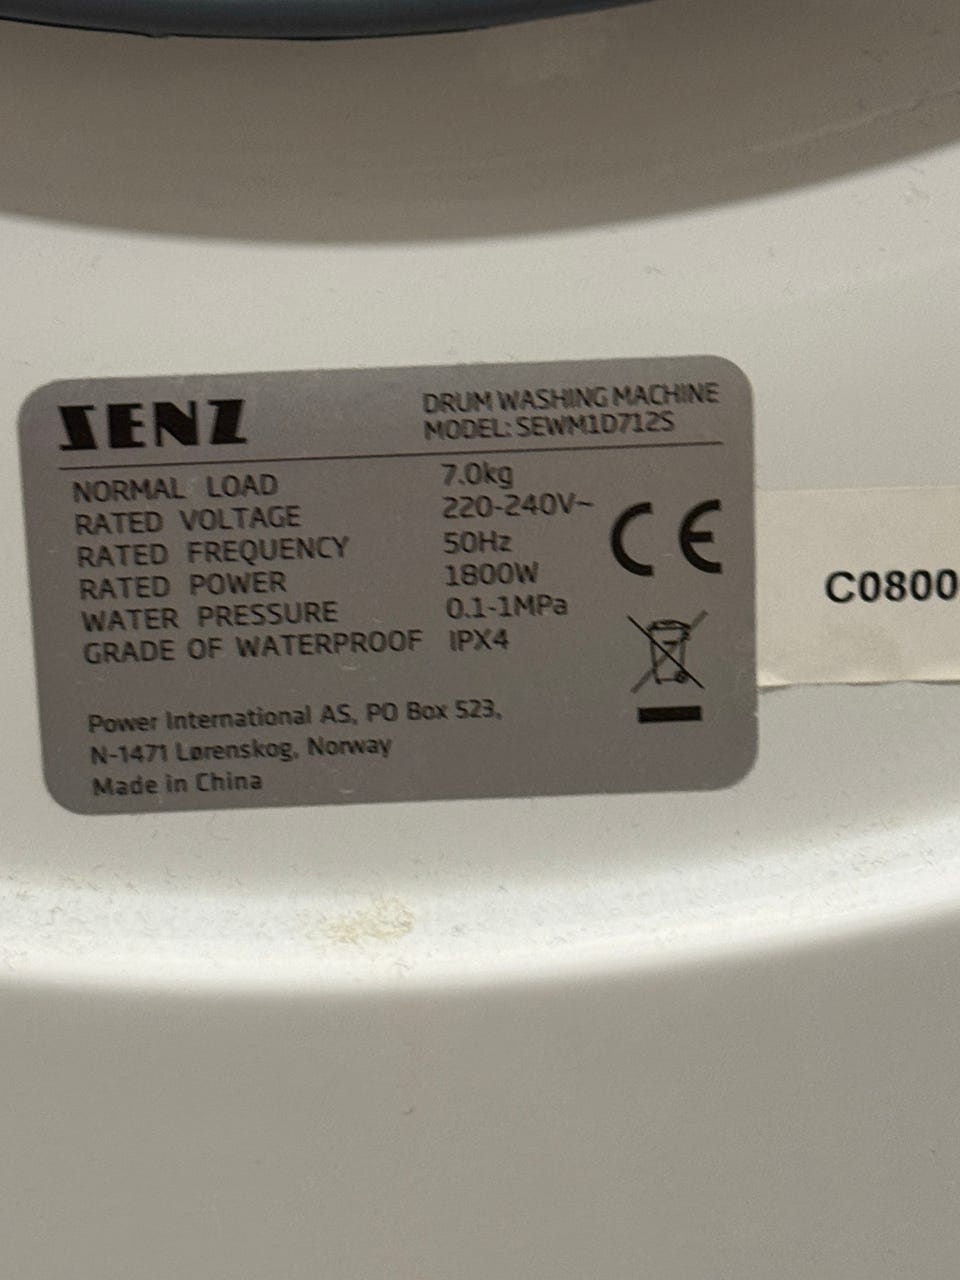 SENZ
DRUM WASHING MACHINE
MODEL: SEWM1D712S
NORMAL LOAD 7.0kg
RATED VOLTAGE 220-240V~
RATED FREQUENCY 50Hz
RATED POWER 1800W
WATER PRESSURE 0.1-1MPa
GRADE OF WATERPROOF IPX4
CE
Power International AS, PO Box 523,
N-1471 Lørenskog, Norway
Made in China
C0800